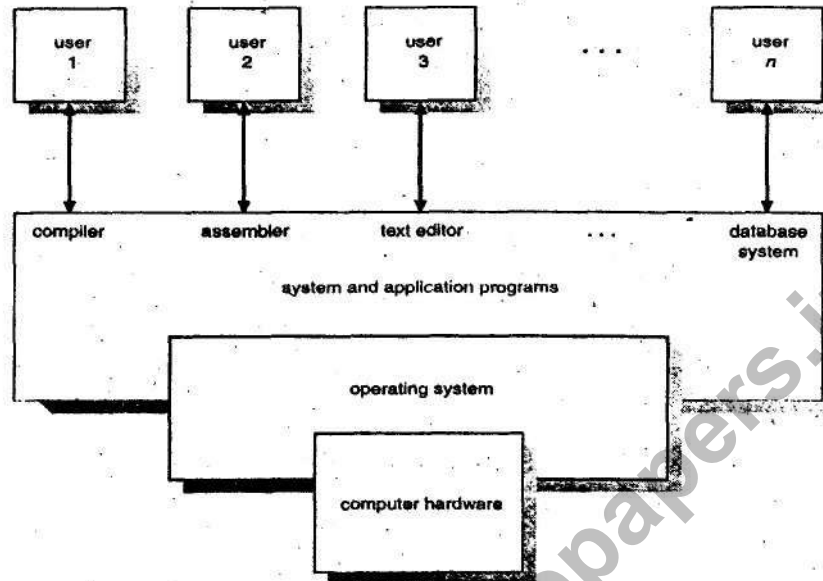 user
1
user
2
user
3
. . .
user
n
compiler
assembler
text editor
. . .
database
system
system and application programs
operating system
computer hardware